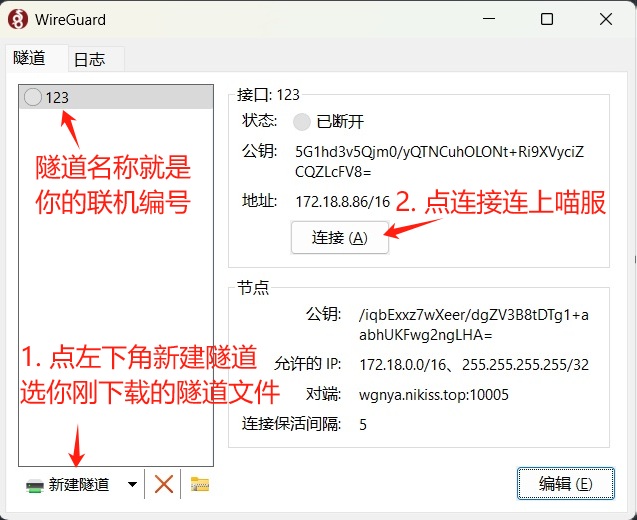 WireGuard
隧道 日志
123
隧道名称就是
你的联机编号
1. 点左下角新建隧道
选你刚下载的隧道文件
新建隧道
接口: 123
状态: 已断开
公钥: 5G1hd3v5Qjm0/yQTNCuhOLONt+Ri9XVyciZ
CQZLcFV8=
地址: 172.18.8.86/16
2. 点连接连上喵服
连接 (A)
节点
公钥: /iqbExxz7wXeer/dgZV3B8tDTg1+a
abhUKFwg2ngLHA=
允许的 IP: 172.18.0.0/16、255.255.255.255/32
对端: wgnya.nikiss.top:10005
连接保活间隔: 5
编辑 (E)